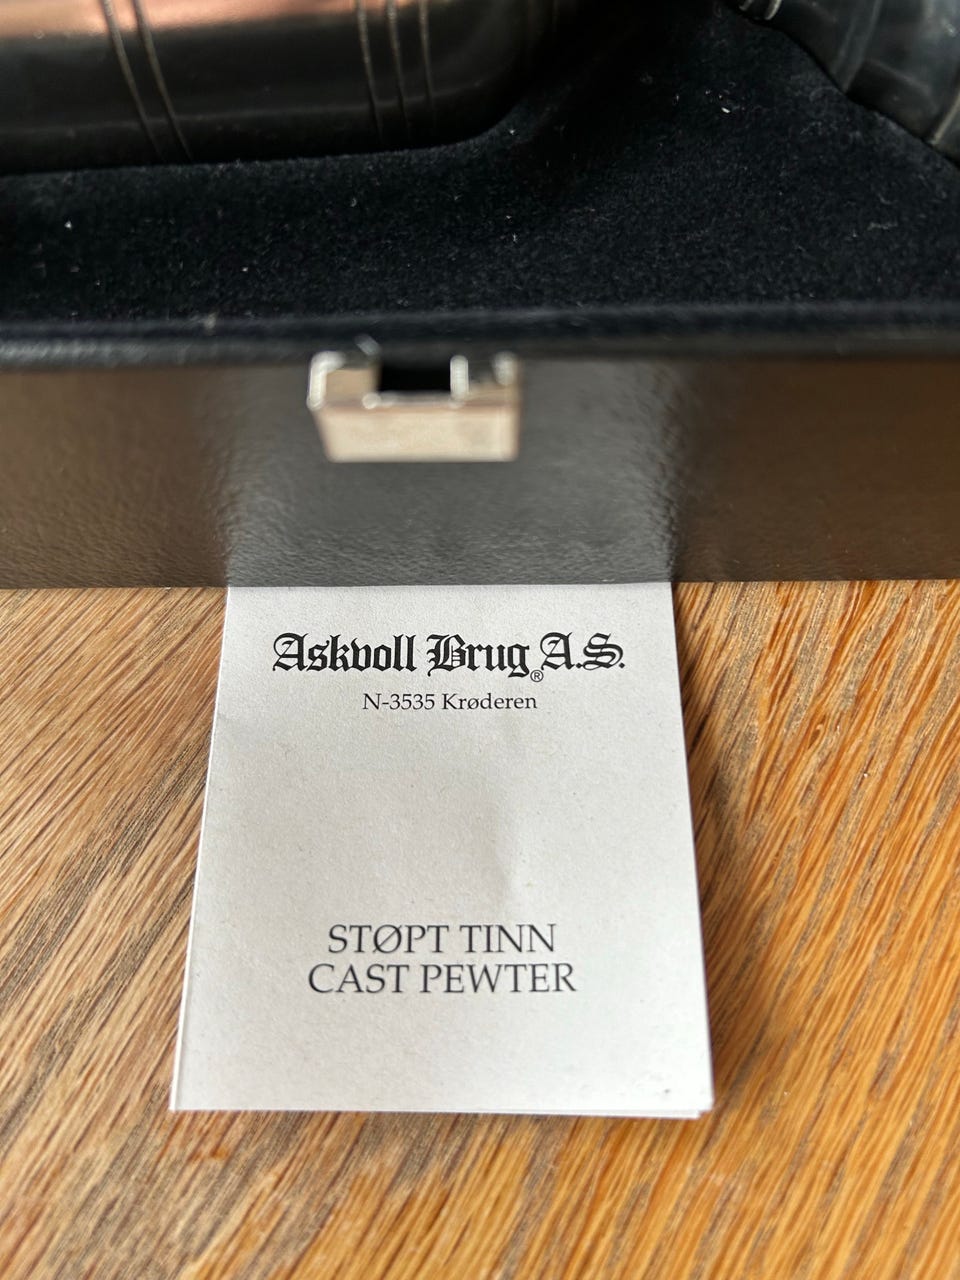 Askvoll Brug® A.S.
N-3535 Krøderen
STØPT TINN
CAST PEWTER